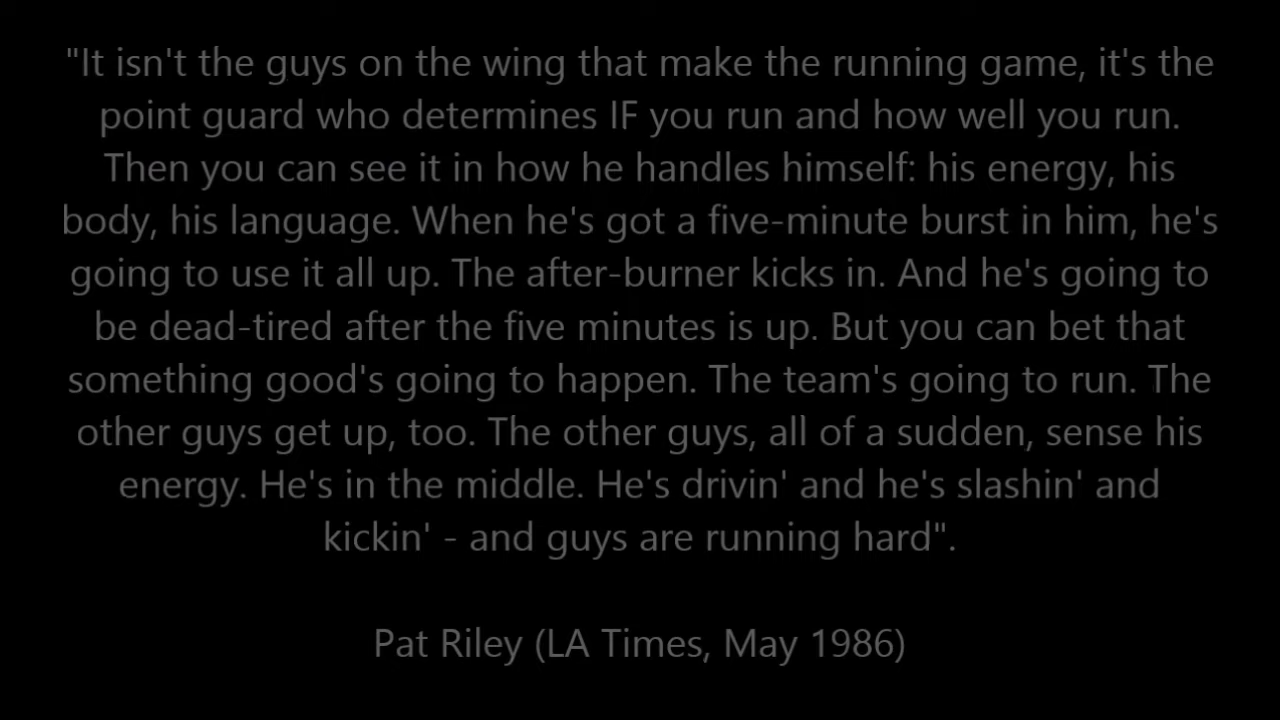 "It isn't the guys on the wing that make the running game, it's the
point guard who determines IF you run and how well you run.
Then you can see it in how he handles himself: his energy, his
body, his language. When he's got a five-minute burst in him, he's
going to use it all up. The after-burner kicks in. And he's going to
be dead-tired after the five minutes is up. But you can bet that
something good's going to happen. The team's going to run. The
other guys get up, too. The other guys, all of a sudden, sense his
energy. He's in the middle. He's drivin' and he's slashin' and
kickin' - and guys are running hard".
Pat Riley (LA Times, May 1986)